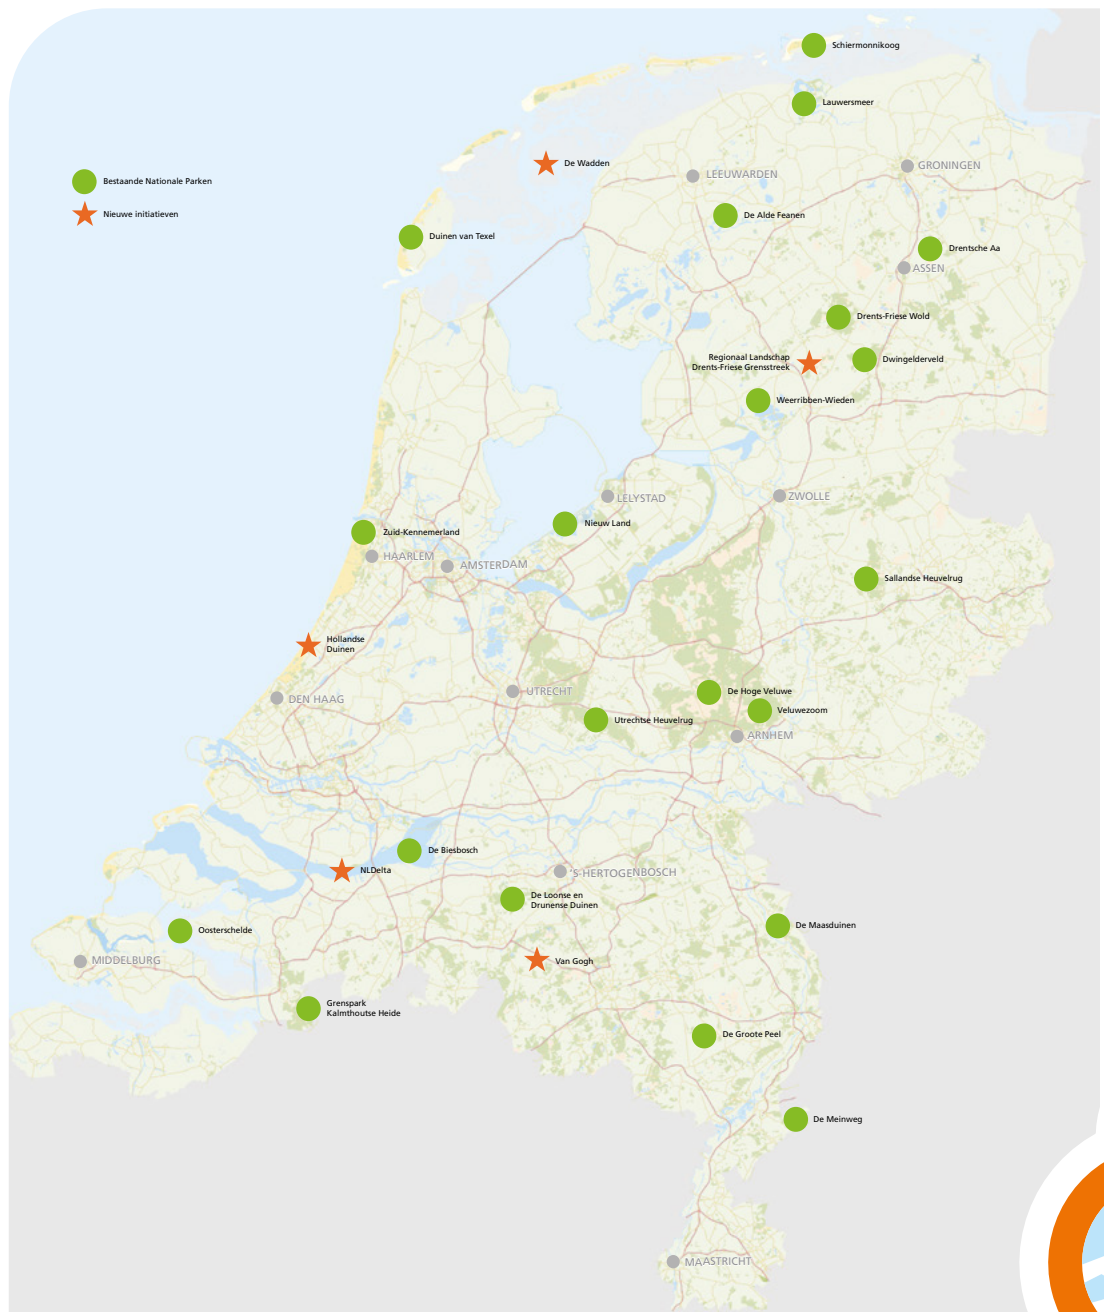 Schiermonnikoog
Lauwersmeer
De Wadden
GRONINGEN
LEEUWARDEN
Bestaande Nationale Parken
Nieuwe initiatieven
De Alde Feanen
Duinen van Texel
Drentsche Aa
ASSEN
Drents-Friese Wold
Regionaal Landschap
Drents-Friese Grensstreek
Dwingelderveld
Weerribben-Wieden
LELYSTAD
ZWOLLE
Nieuw Land
Zuid-Kennemerland
HAARLEM
AMSTERDAM
Sallandse Heuvelrug
Hollandse
Duinen
DEN HAAG
UTRECHT
De Hoge Veluwe
Veluwezoom
Utrechtse Heuvelrug
ARNHEM
De Biesbosch
NLDelta
'S-HERTOGENBOSCH
De Loonse en
Drunense Duinen
De Maasduinen
Oosterschelde
MIDDELBURG
Van Gogh
Grenspark
Kalmthoutse Heide
De Groote Peel
De Meinweg
MAASTRICHT